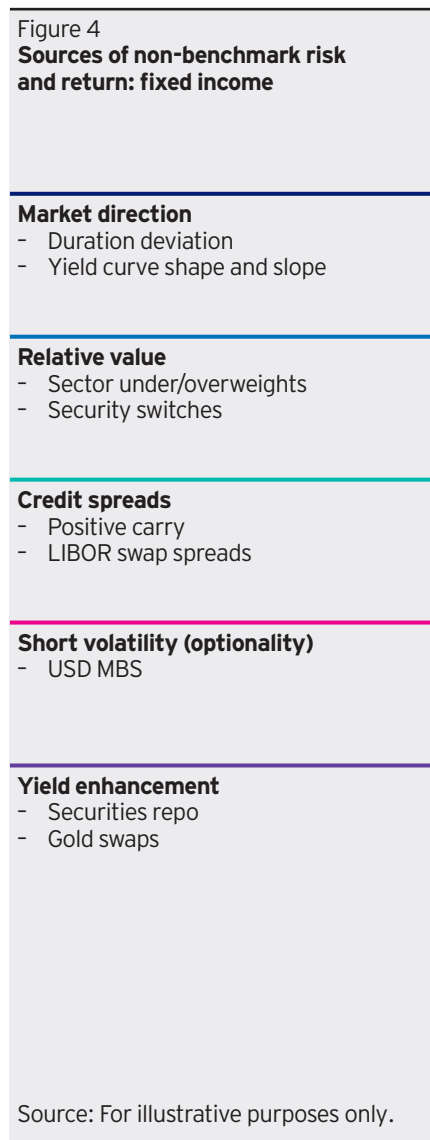 Figure 4
Sources of non-benchmark risk
and return: fixed income
Market direction
– Duration deviation
– Yield curve shape and slope
Relative value
– Sector under/overweights
– Security switches
Credit spreads
– Positive carry
– LIBOR swap spreads
Short volatility (optionality)
– USD MBS
Yield enhancement
– Securities repo
– Gold swaps
Source: For illustrative purposes only.